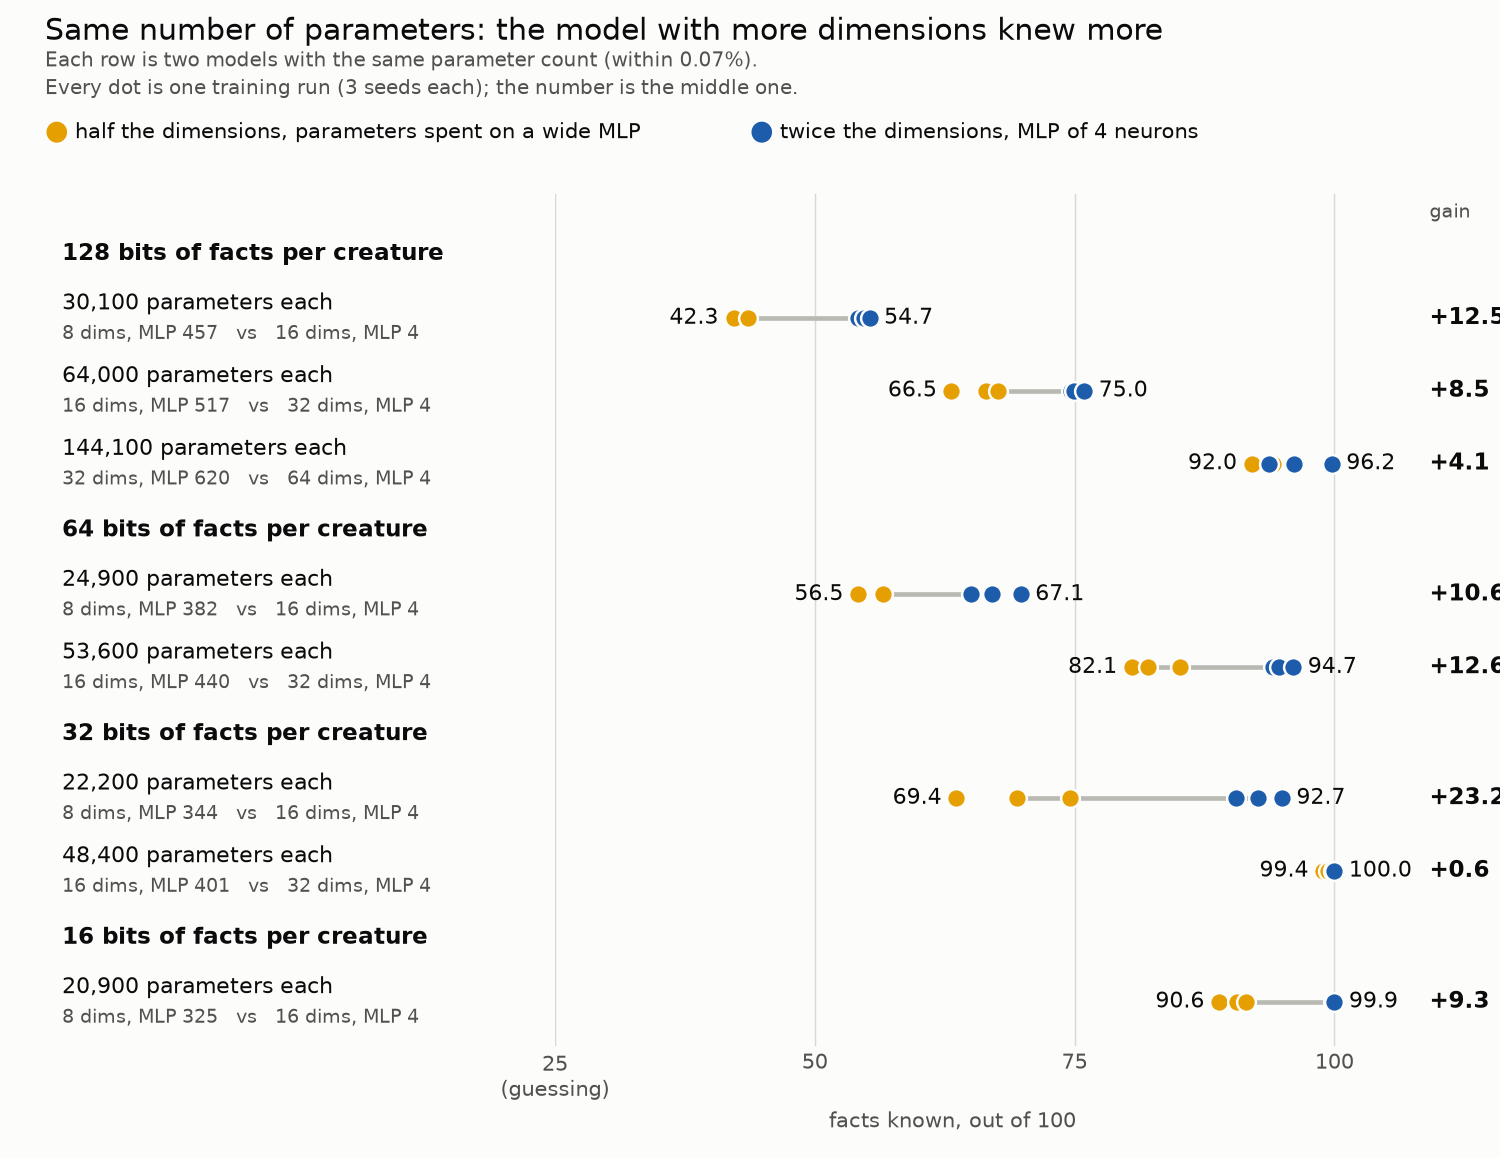 Same number of parameters: the model with more dimensions knew more
Each row is two models with the same parameter count (within 0.07%).
Every dot is one training run (3 seeds each); the number is the middle one.
half the dimensions, parameters spent on a wide MLP
twice the dimensions, MLP of 4 neurons
gain
128 bits of facts per creature
30,100 parameters each
8 dims, MLP 457 vs 16 dims, MLP 4
42.3 54.7 +12.5
64,000 parameters each
16 dims, MLP 517 vs 32 dims, MLP 4
66.5 75.0 +8.5
144,100 parameters each
32 dims, MLP 620 vs 64 dims, MLP 4
92.0 96.2 +4.1
64 bits of facts per creature
24,900 parameters each
8 dims, MLP 382 vs 16 dims, MLP 4
56.5 67.1 +10.6
53,600 parameters each
16 dims, MLP 440 vs 32 dims, MLP 4
82.1 94.7 +12.6
32 bits of facts per creature
22,200 parameters each
8 dims, MLP 344 vs 16 dims, MLP 4
69.4 92.7 +23.2
48,400 parameters each
16 dims, MLP 401 vs 32 dims, MLP 4
99.4 100.0 +0.6
16 bits of facts per creature
20,900 parameters each
8 dims, MLP 325 vs 16 dims, MLP 4
90.6 99.9 +9.3
25 50 75 100
(guessing)
facts known, out of 100